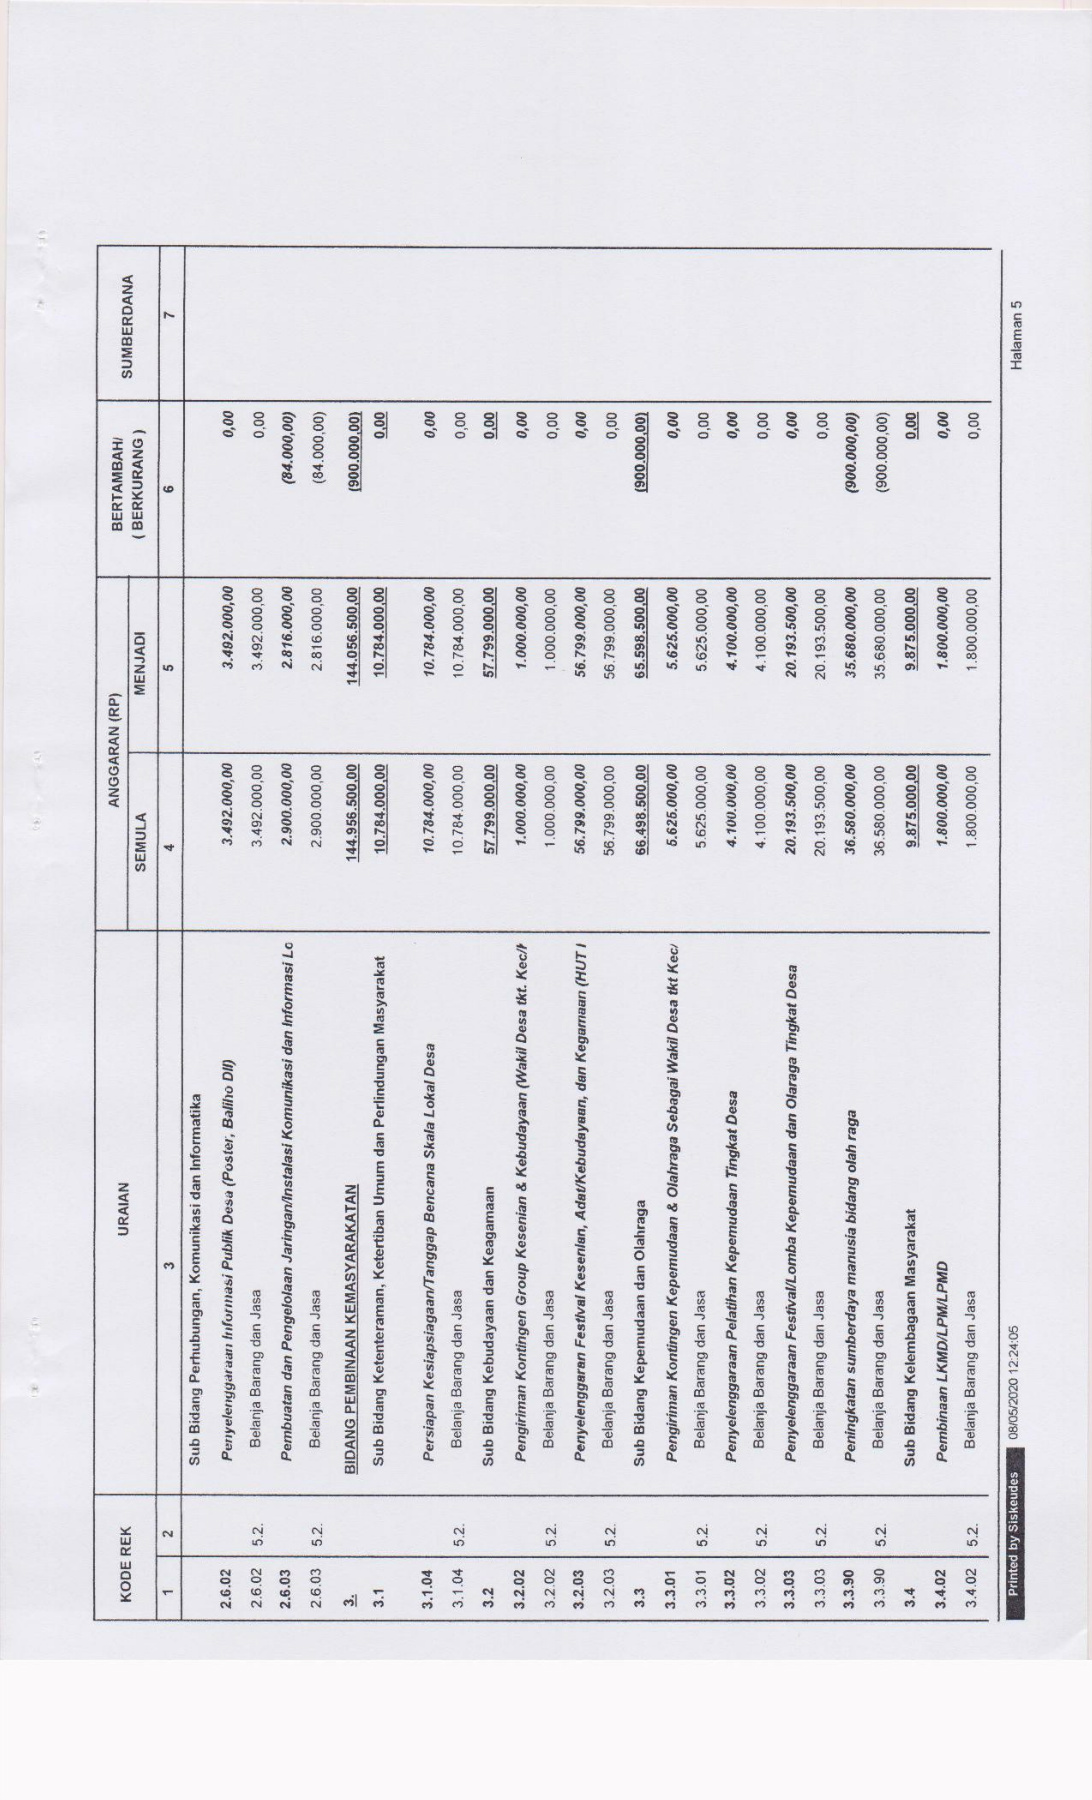 KODE REK URAIAN ANGGARAN (RP) BERTAMBAH/ ( BERKURANG ) SUMBERDANA
SEMULA MENJADI
1 2 3 4 5 6 7
Sub Bidang Perhubungan, Komunikasi dan Informatika
2.6.02 Penyelenggaraan Informasi Publik Desa (Poster, Baliho Dll) 3.492.000,00 3.492.000,00 0,00
2.6.02 5.2. Belanja Barang dan Jasa 3.492.000,00 3.492.000,00 0,00
2.6.03 Pembuatan dan Pengelolaan Jaringan/Instalasi Komunikasi dan Informasi Lo 2.900.000,00 2.816.000,00 (84.000,00)
2.6.03 5.2. Belanja Barang dan Jasa 2.900.000,00 2.816.000,00 (84.000,00)
3. BIDANG PEMBINAAN KEMASYARAKATAN 144.956.500,00 144.056.500,00 (900.000,00)
3.1 Sub Bidang Ketenteraman, Ketertiban Umum dan Perlindungan Masyarakat 10.784.000,00 10.784.000,00 0,00
3.1.04 Persiapan Kesiapsiagaan/Tanggap Bencana Skala Lokal Desa 10.784.000,00 10.784.000,00 0,00
3.1.04 5.2. Belanja Barang dan Jasa 10.784.000,00 10.784.000,00 0,00
3.2 Sub Bidang Kebudayaan dan Keagamaan 57.799.000,00 57.799.000,00 0,00
3.2.02 Pengiriman Kontingen Group Kesenian & Kebudayaan (Wakil Desa tkt. Kec/ 1.000.000,00 1.000.000,00 0,00
3.2.02 5.2. Belanja Barang dan Jasa 1.000.000,00 1.000.000,00 0,00
3.2.03 Penyelenggaran Festival Kesenian, Adat/Kebudayaan, dan Kegamaan (HUT 56.799.000,00 56.799.000,00 0,00
3.2.03 5.2. Belanja Barang dan Jasa 56.799.000,00 56.799.000,00 0,00
3.3 Sub Bidang Kepemudaan dan Olahraga 66.498.500,00 65.598.500,00 (900.000,00)
3.3.01 Pengiriman Kontingen Kepemudaan & Olahraga Sebagai Wakil Desa tkt Kec/ 5.625.000,00 5.625.000,00 0,00
3.3.01 5.2. Belanja Barang dan Jasa 5.625.000,00 5.625.000,00 0,00
3.3.02 Penyelenggaraan Pelatihan Kepemudaan Tingkat Desa 4.100.000,00 4.100.000,00 0,00
3.3.02 5.2. Belanja Barang dan Jasa 4.100.000,00 4.100.000,00 0,00
3.3.03 Penyelenggaraan Festival/Lomba Kepemudaan dan Olaraga Tingkat Desa 20.193.500,00 20.193.500,00 0,00
3.3.03 5.2. Belanja Barang dan Jasa 20.193.500,00 20.193.500,00 0,00
3.3.90 Peningkatan sumberdaya manusia bidang olah raga 36.580.000,00 35.680.000,00 (900.000,00)
3.3.90 5.2. Belanja Barang dan Jasa 36.580.000,00 35.680.000,00 (900.000,00)
3.4 Sub Bidang Kelembagaan Masyarakat 9.875.000,00 9.875.000,00 0,00
3.4.02 Pembinaan LKMD/LPM/LPMD 1.800.000,00 1.800.000,00 0,00
3.4.02 5.2. Belanja Barang dan Jasa 1.800.000,00 1.800.000,00 0,00
Printed by Siskeudes 08/05/2020 12:24:05 Halaman 5